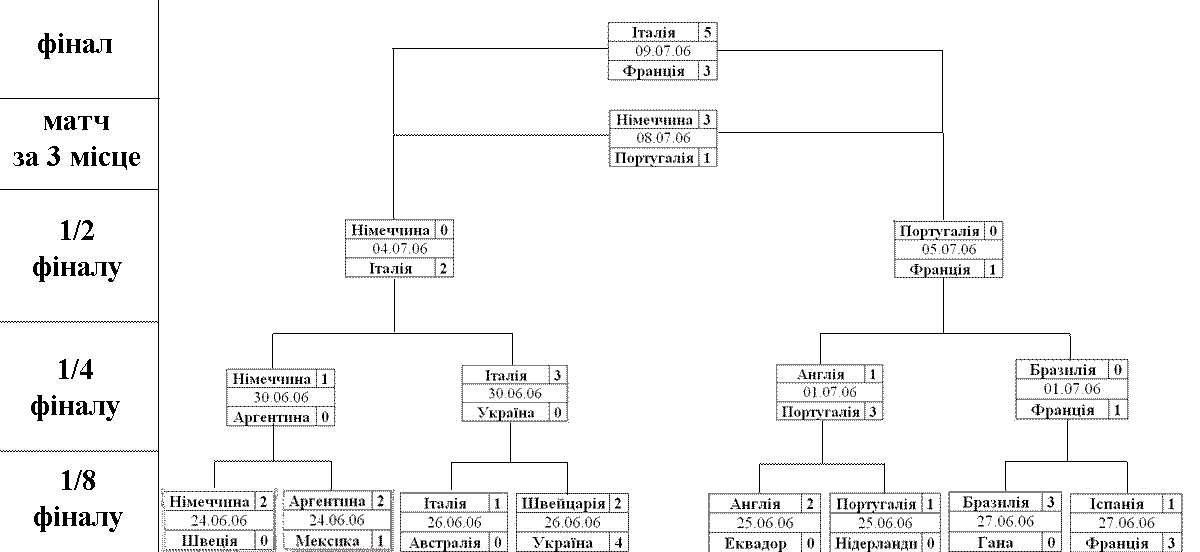 фінал
Італія 5
09.07.06
Франція 3
матч
за 3 місце
Німеччина 3
08.07.06
Португалія 1
1/2
фіналу
Німеччина 0
04.07.06
Італія 2
Португалія 0
05.07.06
Франція 1
1/4
фіналу
Німеччина 1
30.06.06
Аргентина 0
Італія 3
30.06.06
Україна 0
Англія 1
01.07.06
Португалія 3
Бразилія 0
01.07.06
Франція 1
1/8
фіналу
Німеччина 2
24.06.06
Швеція 0
Аргентина 2
24.06.06
Мексика 1
Італія 1
26.06.06
Австралія 0
Швейцарія 2
26.06.06
Україна 4
Англія 2
25.06.06
Еквадор 0
Португалія 1
25.06.06
Нідерланди 0
Бразилія 3
27.06.06
Гана 0
Іспанія 1
27.06.06
Франція 3